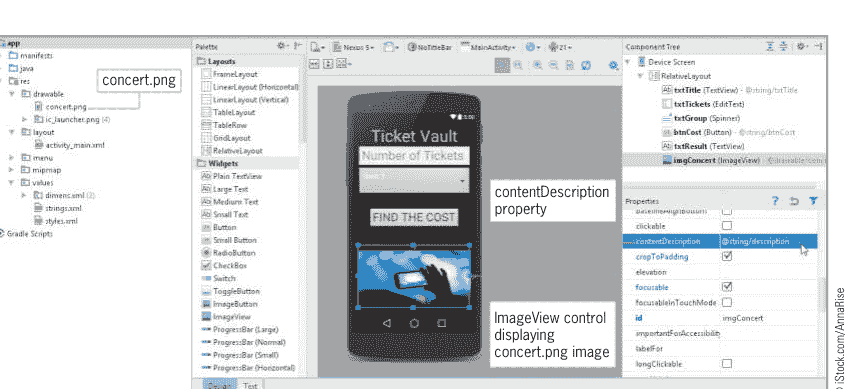 app
manifests
java
res
drawable
concert.png
ic_launcher.png (4)
layout
activity_main.xml
menu
mipmap
values
dimens.xml (2)
strings.xml
styles.xml
Gradle Scripts
concert.png
Palette
Layouts
FrameLayout
LinearLayout (Horizontal)
LinearLayout (Vertical)
TableLayout
TableRow
GridLayout
RelativeLayout
Widgets
Plain TextView
Large Text
Medium Text
Small Text
Button
Small Button
RadioButton
CheckBox
Switch
ToggleButton
ImageButton
ImageView
ProgressBar (Large)
ProgressBar (Normal)
ProgressBar (Small)
ProgressBar (Horizontal)
Design Text
Nexus 5 NoTitleBar MainActivity 21
Ticket Vault
Number of Tickets
FIND THE COST
contentDescription
property
ImageView control
displaying
concert.png image
Component Tree
Device Screen
RelativeLayout
txtTitle (TextView) - @string/txtTitle
txtTickets (EditText)
txtGroup (Spinner)
btnCost (Button) - @string/btnCost
txtResult (TextView)
imgConcert (ImageView) - @drawable/conc
Properties
baselineAlignBottom
clickable
contentDescription @string/description
cropToPadding
elevation
focusable
focusableInTouchMode
id imgConcert
importantForAccessibility
labelFor
longClickable
iStock.com/AnnaRise